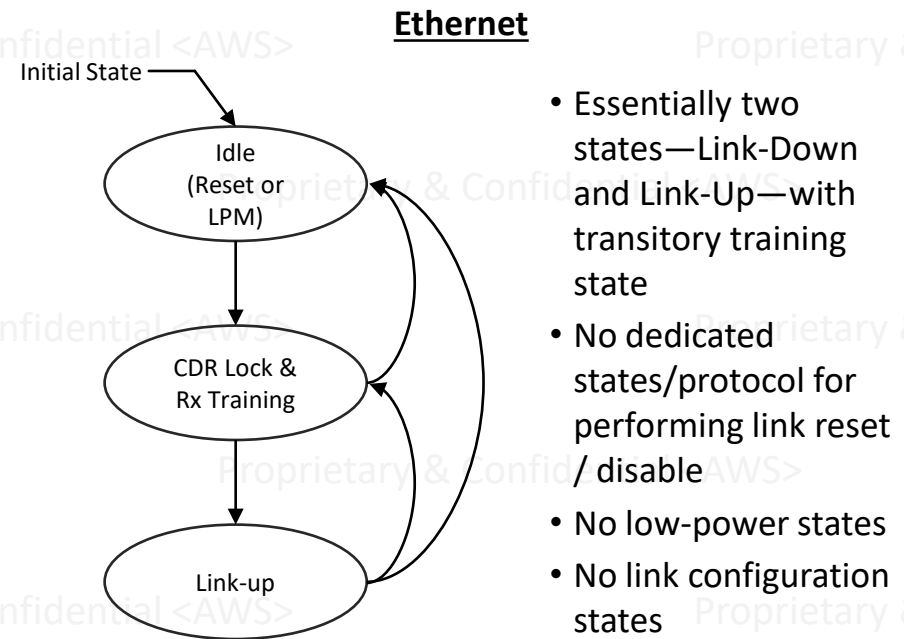 Ethernet
nfidential <AWS>
Proprietary &
Initial State
Idle
(Reset or
LPM)
Proprietary & Confidential <AWS>
nfidential <AWS>
Proprietary &
CDR Lock &
Rx Training
Proprietary & Confidential <AWS>
Link-up
nfidential <AWS>
Proprietary &
• Essentially two
states—Link-Down
and Link-Up—with
transitory training
state
• No dedicated
states/protocol for
performing link reset
/ disable
• No low-power states
• No link configuration
states